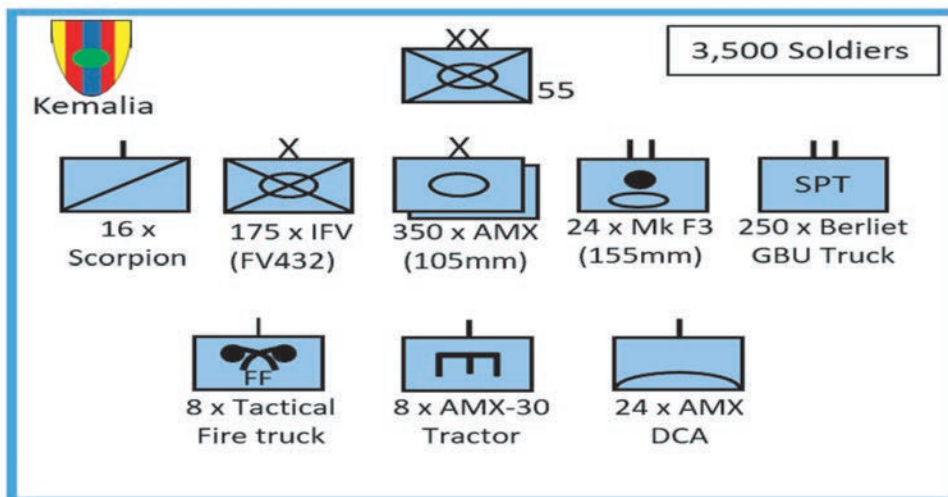 XX
3,500 Soldiers
55
Kemalia
X
X
SPT
16 x
Scorpion
175 x IFV
(FV432)
350 x AMX
(105mm)
24 x Mk F3
(155mm)
250 x Berliet
GBU Truck
FF
8 x Tactical
Fire truck
8 x AMX-30
Tractor
24 x AMX
DCA